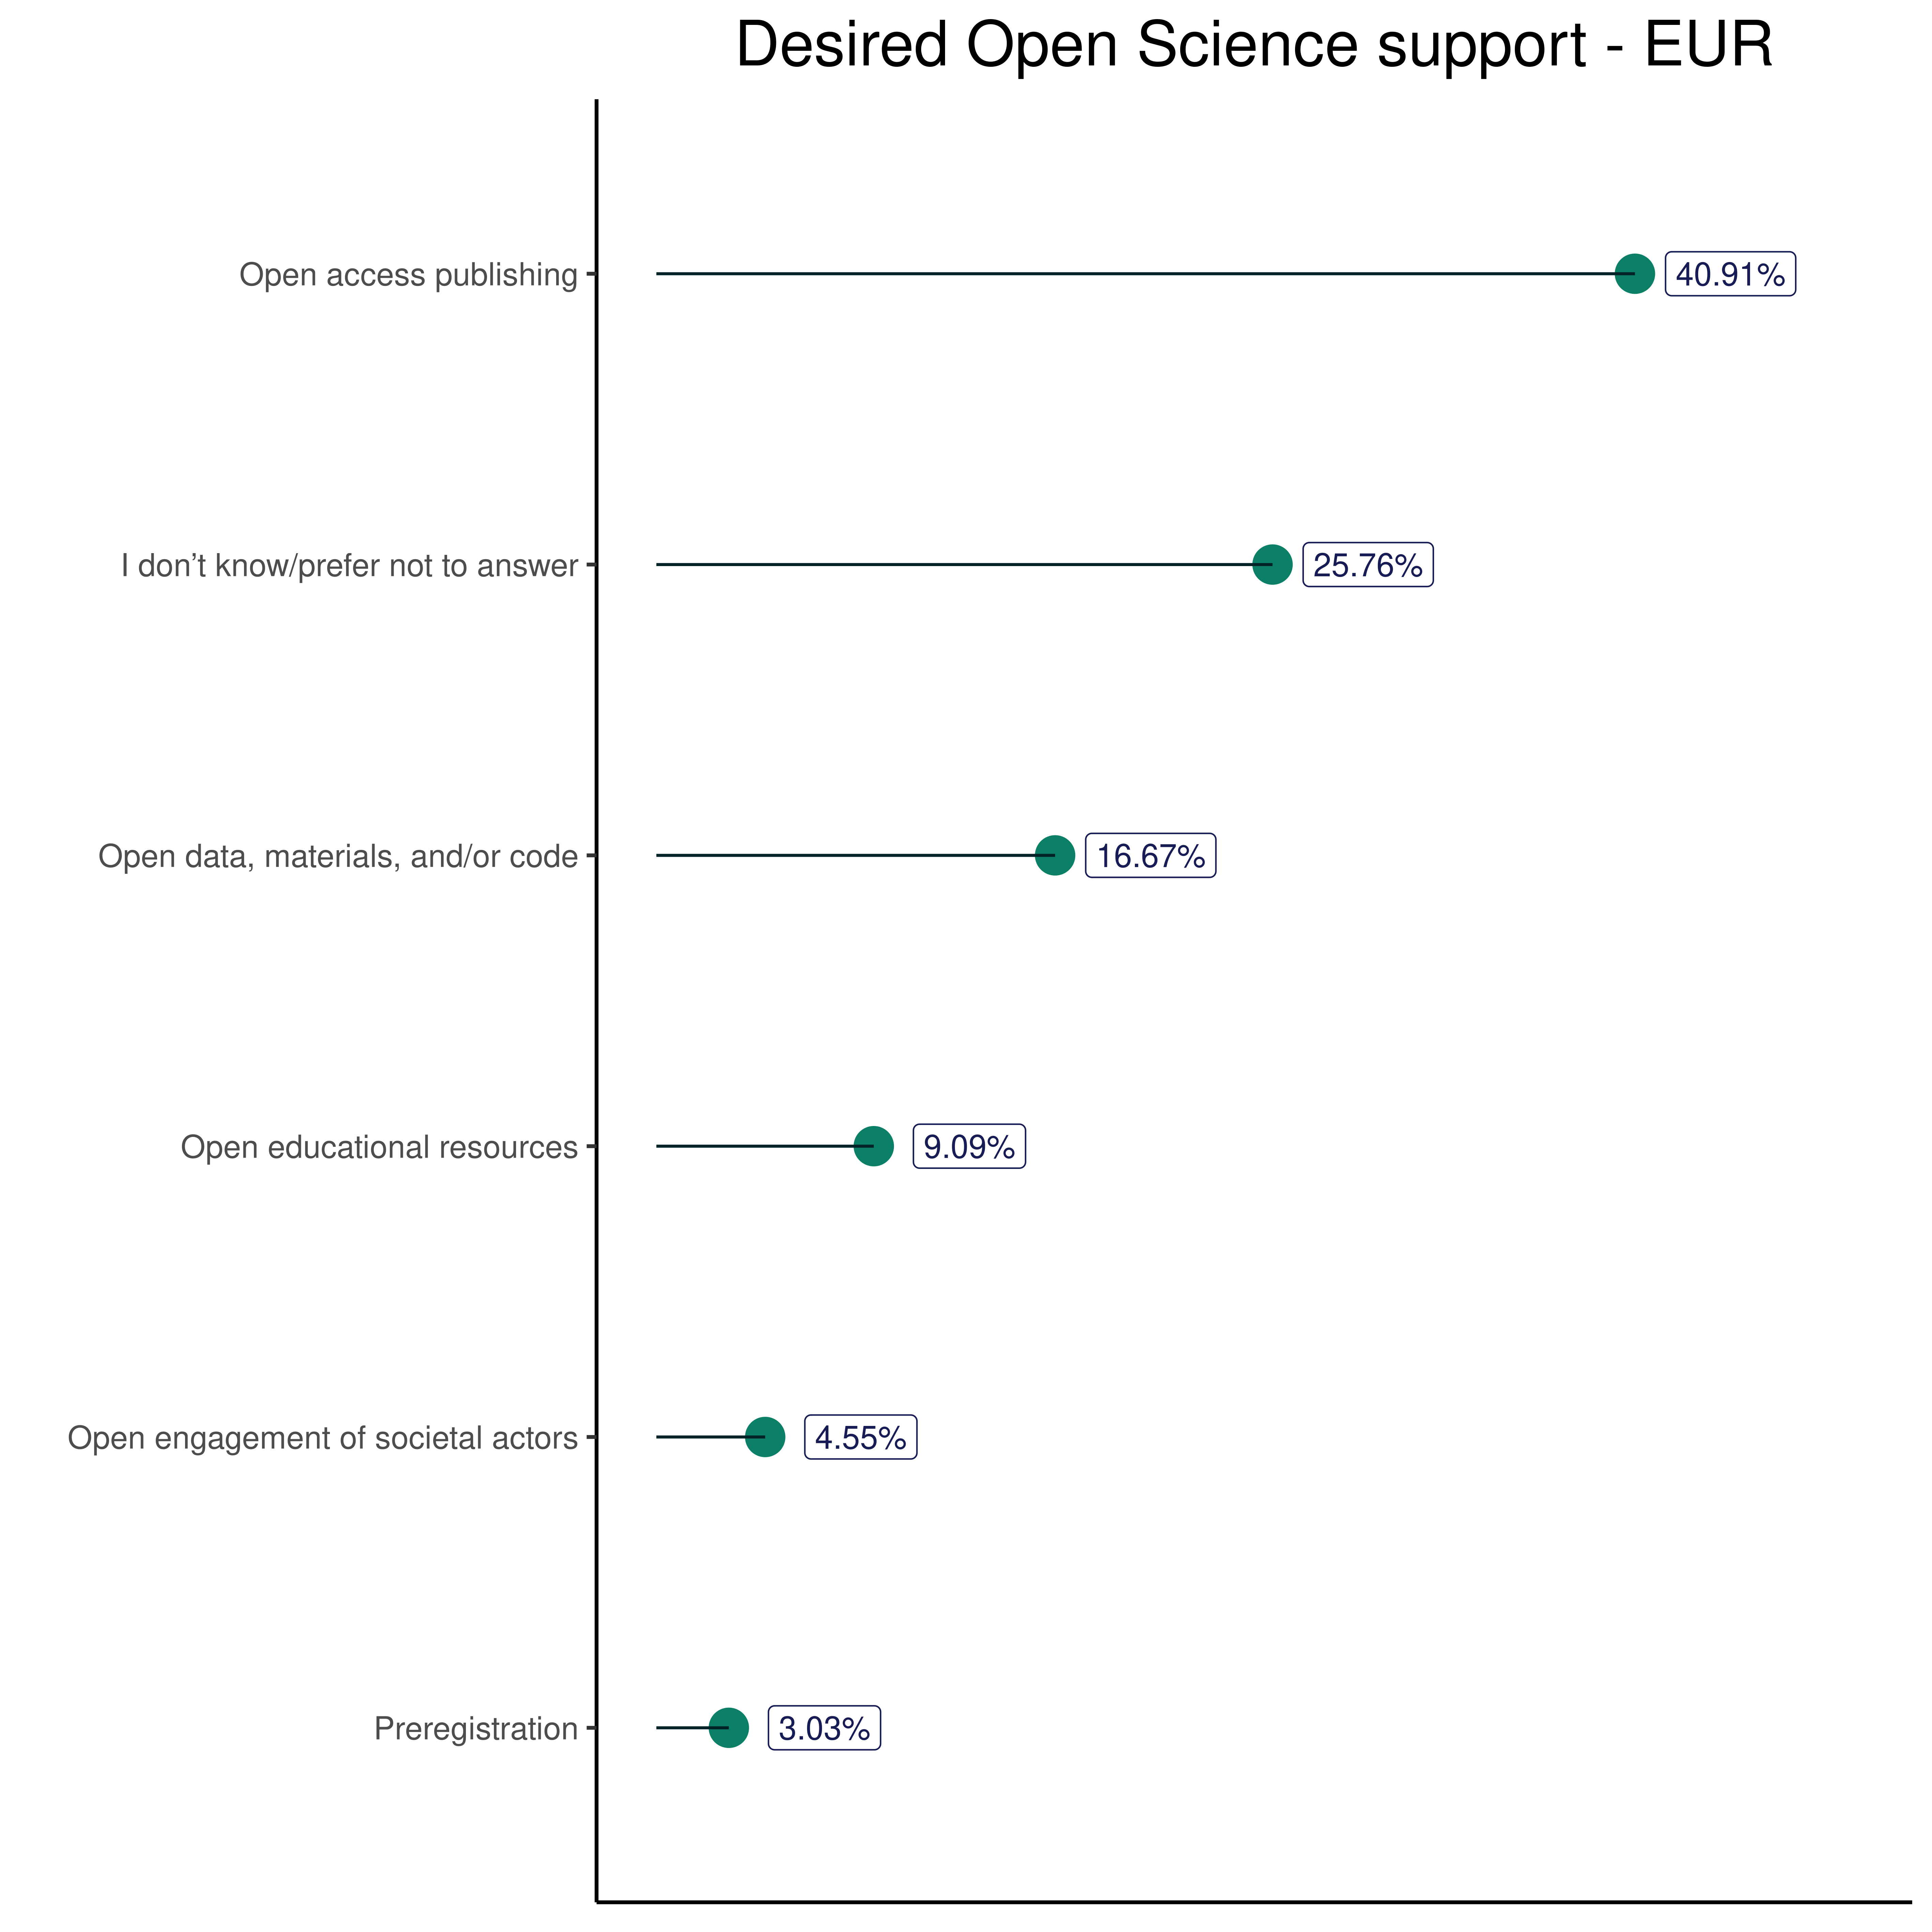 Desired Open Science support - EUR
Open access publishing 40.91%
I don’t know/prefer not to answer 25.76%
Open data, materials, and/or code 16.67%
Open educational resources 9.09%
Open engagement of societal actors 4.55%
Preregistration 3.03%